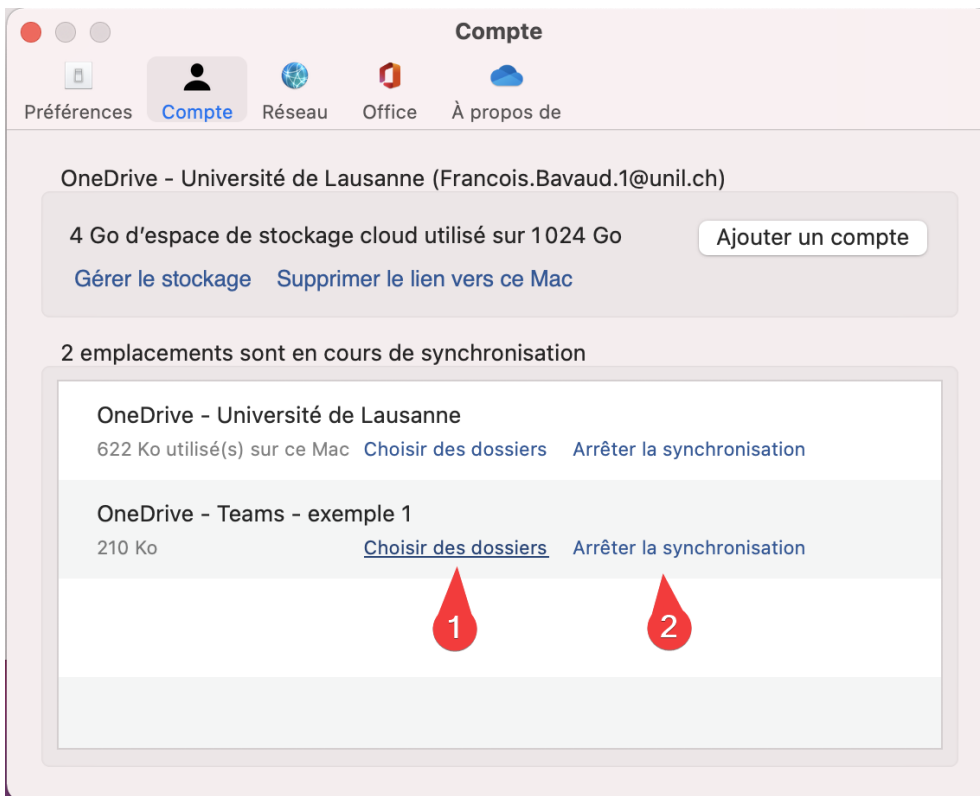 Compte
Préférences Compte Réseau Office À propos de
OneDrive - Université de Lausanne (Francois.Bavaud.1@unil.ch)
4 Go d'espace de stockage cloud utilisé sur 1 024 Go Ajouter un compte
Gérer le stockage Supprimer le lien vers ce Mac
2 emplacements sont en cours de synchronisation
OneDrive - Université de Lausanne
622 Ko utilisé(s) sur ce Mac Choisir des dossiers Arrêter la synchronisation
OneDrive - Teams - exemple 1
210 Ko Choisir des dossiers Arrêter la synchronisation
1 2